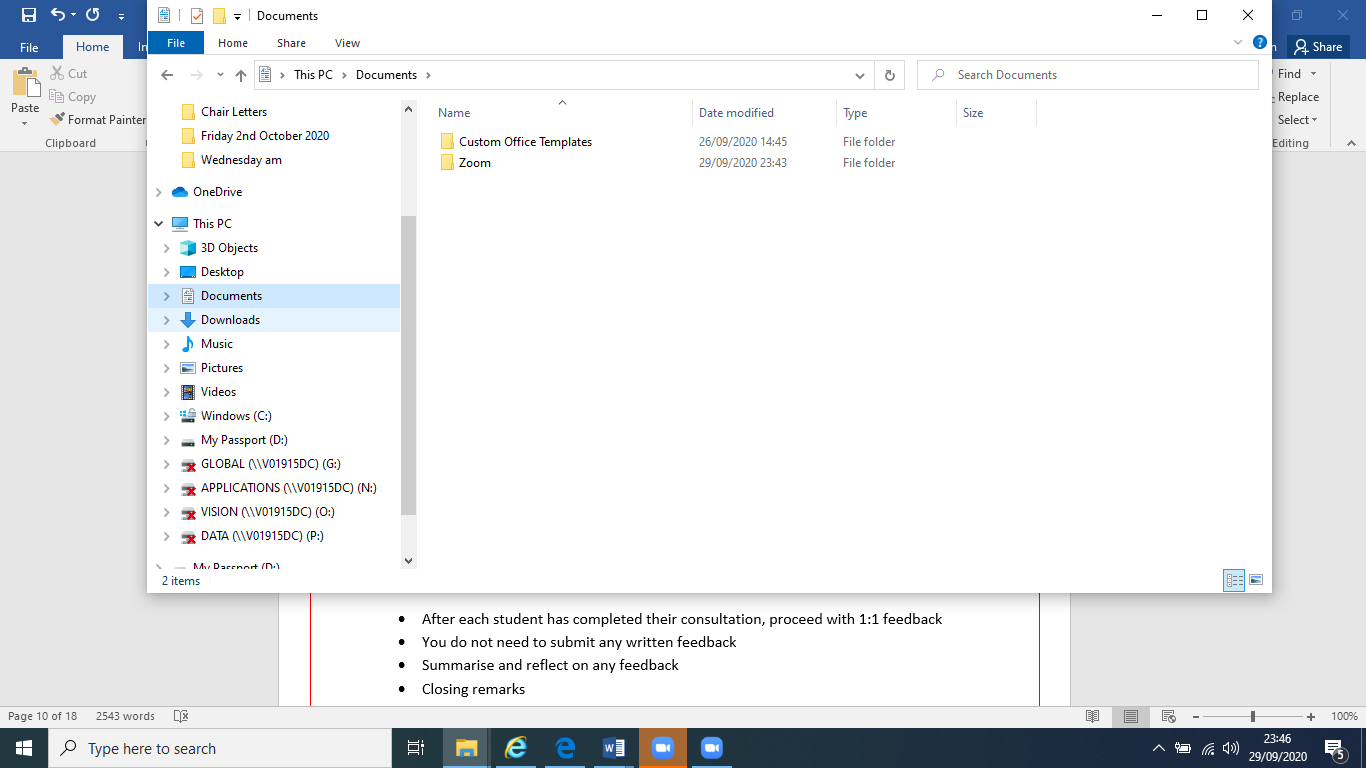 Documents
File Home Share View
This PC Documents
Search Documents
File Home In
Share
Cut
Copy
Paste
Format Painter
Clipboard
Find
Replace
Select
Editing
Chair Letters
Friday 2nd October 2020
Wednesday am
OneDrive
This PC
3D Objects
Desktop
Documents
Downloads
Music
Pictures
Videos
Windows (C:)
My Passport (D:)
GLOBAL (\\V01915DC) (G:)
APPLICATIONS (\\V01915DC) (N:)
VISION (\\V01915DC) (O:)
DATA (\\V01915DC) (P:)
My Passport (D:)
Name Date modified Type Size
Custom Office Templates 26/09/2020 14:45 File folder
Zoom 29/09/2020 23:43 File folder
2 items
• After each student has completed their consultation, proceed with 1:1 feedback
• You do not need to submit any written feedback
• Summarise and reflect on any feedback
• Closing remarks
Page 10 of 18 2543 words
100%
Type here to search
23:46
29/09/2020
5